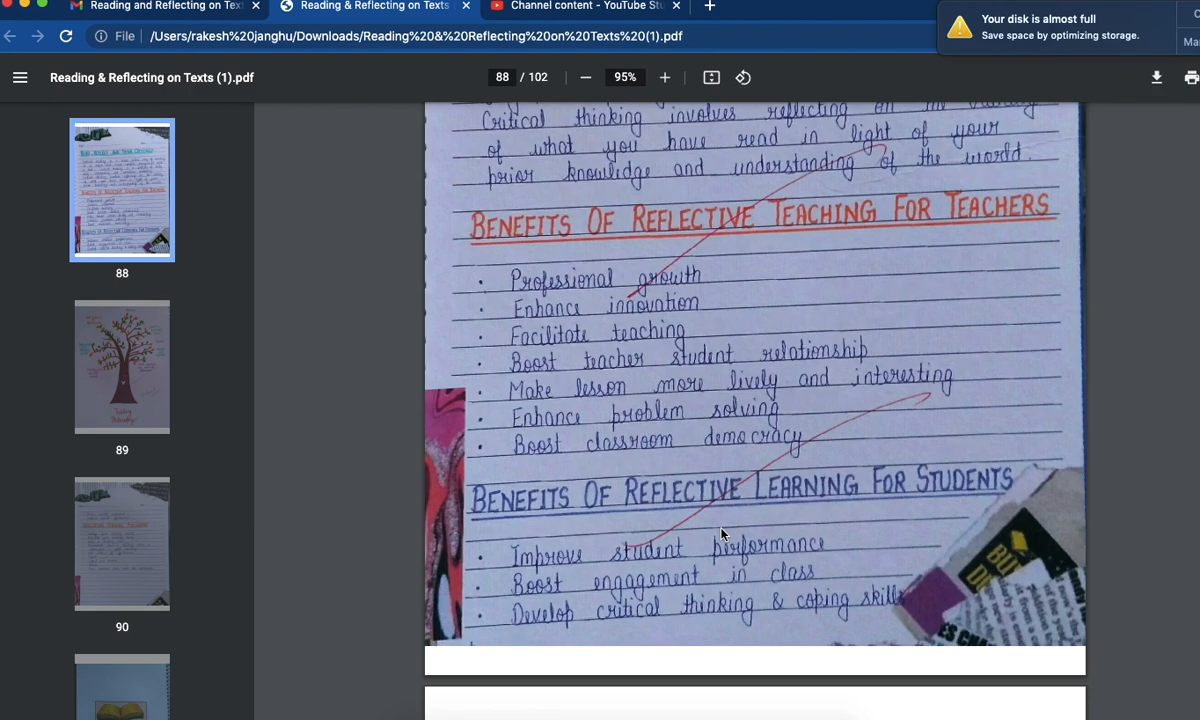 Reading and Reflecting on Tex
Reading & Reflecting on Texts
Channel content - YouTube Stu
File
/Users/rakesh%20janghu/Downloads/Reading%20&%20Reflecting%20on%20Texts%20(1).pdf
Your disk is almost full
Save space by optimizing storage.
Reading & Reflecting on Texts (1).pdf
88 / 102
95%
Critical thinking involves reflecting on the
of what you have read in light of your
prior knowledge and understanding of the world.
BENEFITS OF REFLECTIVE TEACHING FOR TEACHERS
• Professional growth
• Enhance innovation
• Facilitate teaching
• Boost teacher student relationship
• Make lesson more lively and interesting
• Enhance problem solving
• Boost classroom democracy
BENEFITS OF REFLECTIVE LEARNING FOR STUDENTS
• Improve student performance
• Boost engagement in class
• Develop critical thinking & coping skills
88
89
90